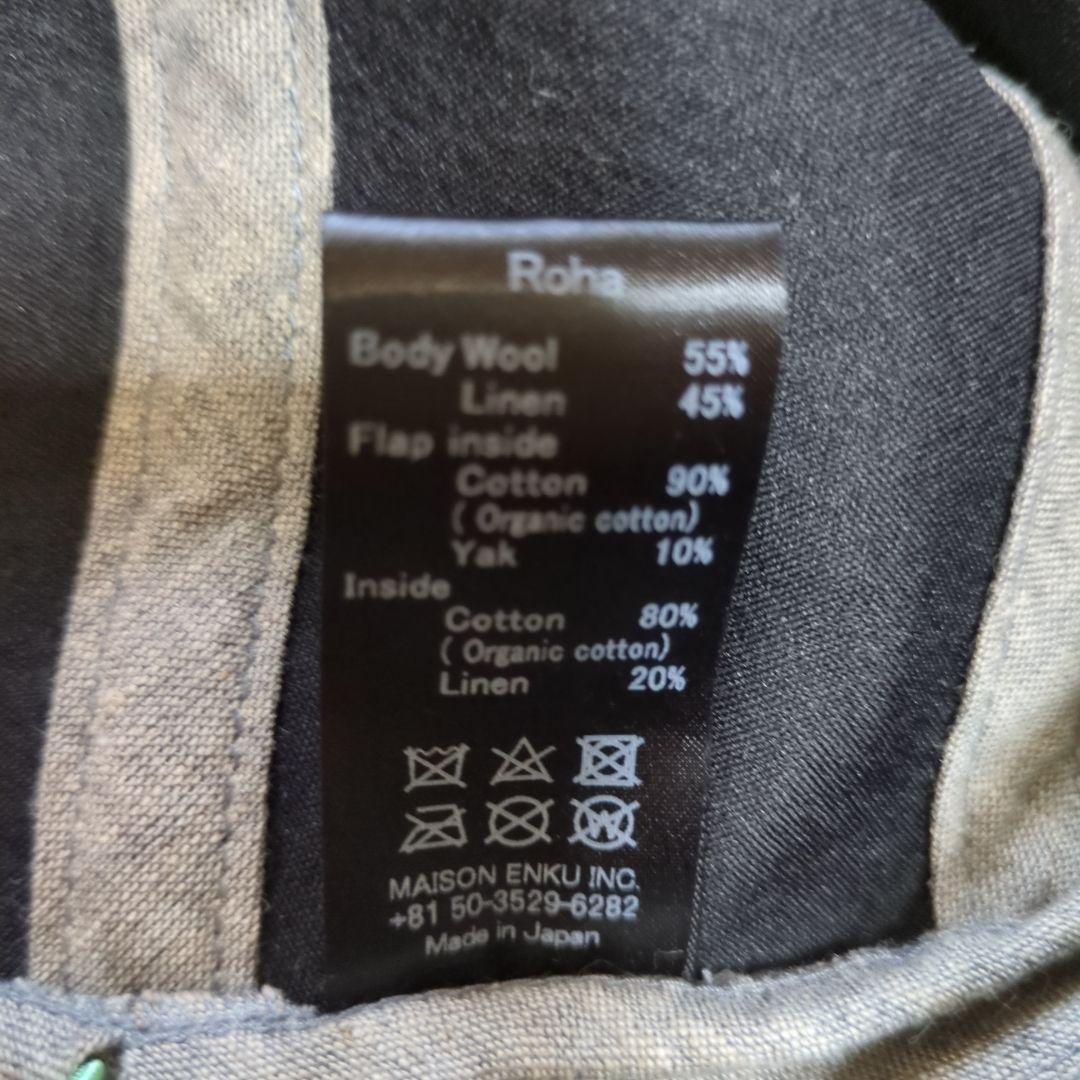 Roha
Body Wool 55%
Linen 45%
Flap inside
Cotton 90%
( Organic cotton)
Yak 10%
Inside
Cotton 80%
( Organic cotton)
Linen 20%
W
MAISON ENKU INC.
+81 50-3529-6282
Made in Japan